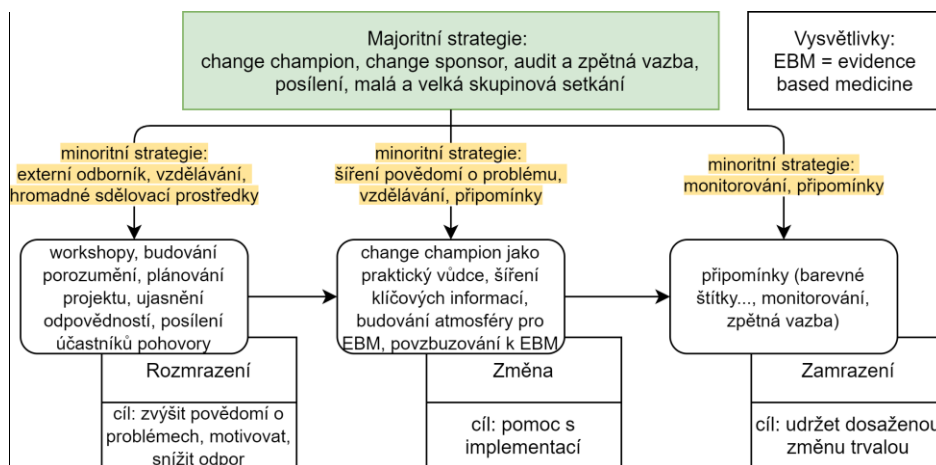 Majoritní strategie:
change champion, change sponsor, audit a zpětná vazba,
posílení, malá a velká skupinová setkání
Vysvětlivky:
EBM = evidence
based medicine
minoritní strategie:
externí odborník, vzdělávání,
hromadné sdělovací prostředky
minoritní strategie:
šíření povědomí o problému,
vzdělávání, připomínky
minoritní strategie:
monitorování, připomínky
workshopy, budování
porozumění, plánování
projektu, ujasnění
odpovědností, posílení
účastníků pohovory
change champion jako
praktický vůdce, šíření
klíčových informací,
budování atmosféry pro
EBM, povzbuzování k EBM
připomínky (barevné
štítky..., monitorování,
zpětná vazba)
Rozmrazení
cíl: zvýšit povědomí o
problémech, motivovat,
snížit odpor
Změna
cíl: pomoc s
implementací
Zamrazení
cíl: udržet dosaženou
změnu trvalou